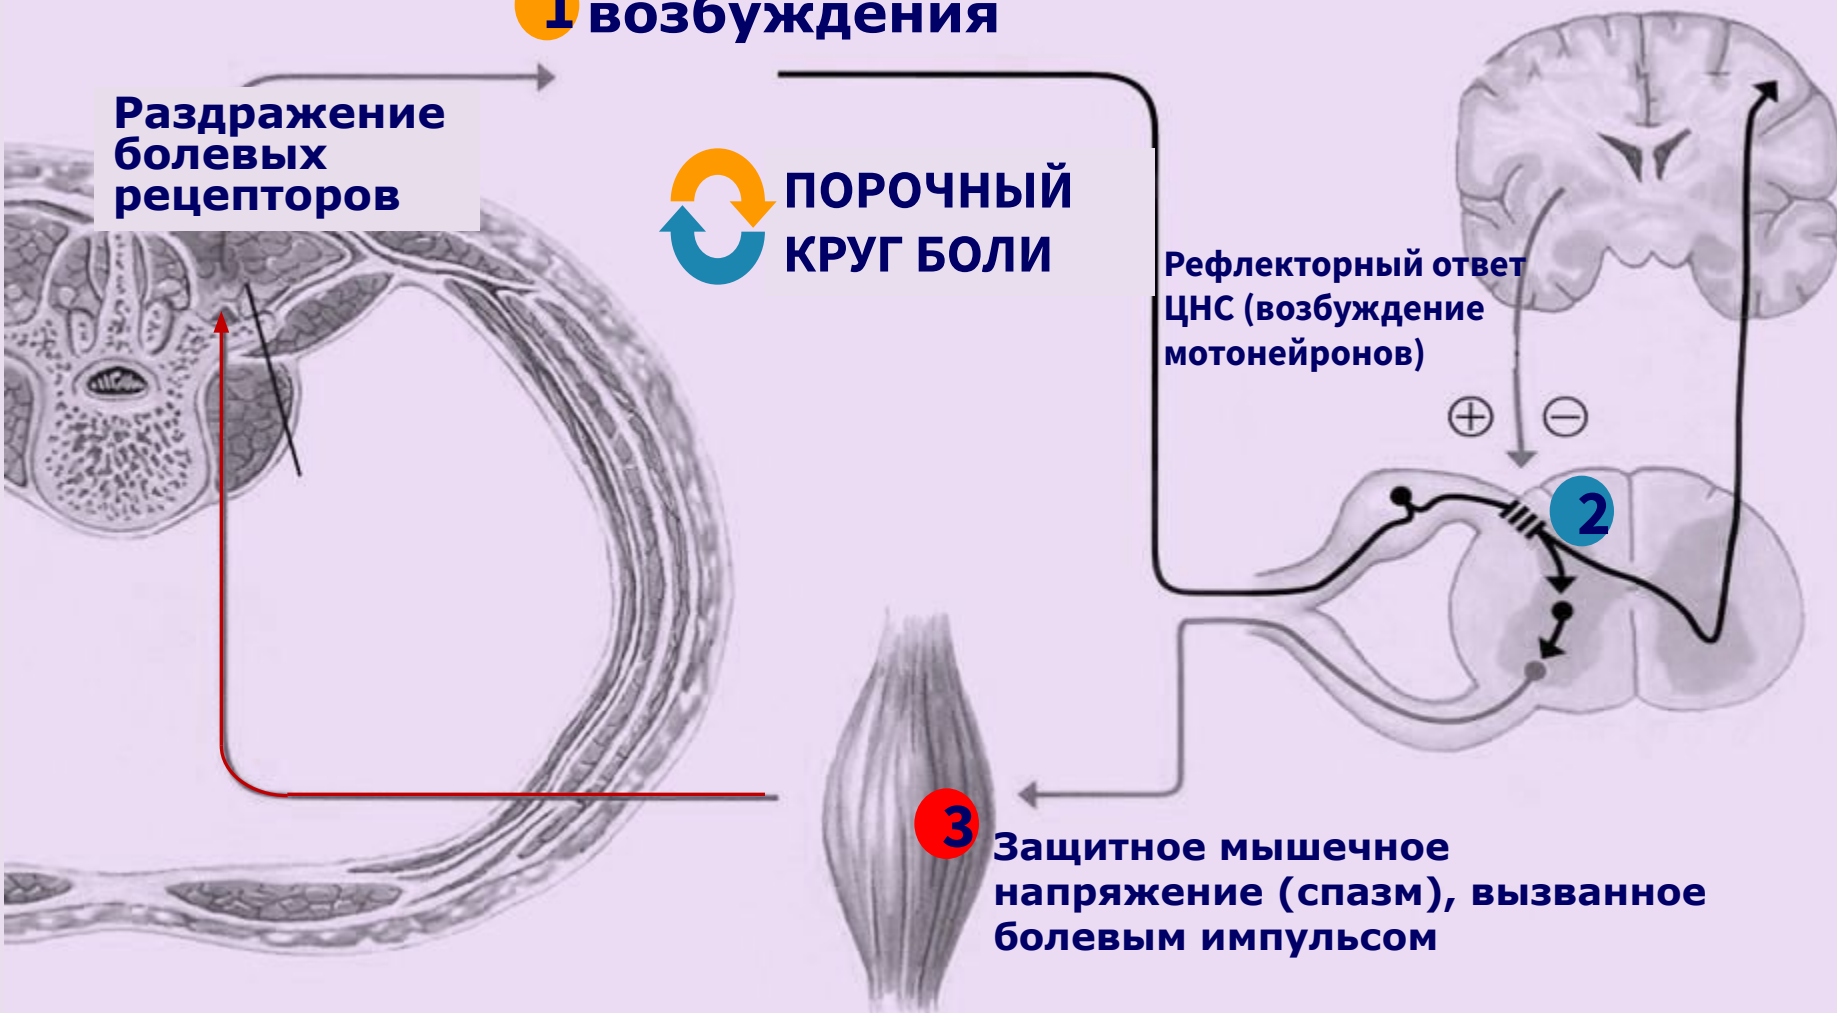 1 возбуждения
Раздражение
болевых
рецепторов
ПОРОЧНЫЙ
КРУГ БОЛИ
Рефлекторный ответ
ЦНС (возбуждение
мотонейронов)
+ −
2
3
Защитное мышечное
напряжение (спазм), вызванное
болевым импульсом